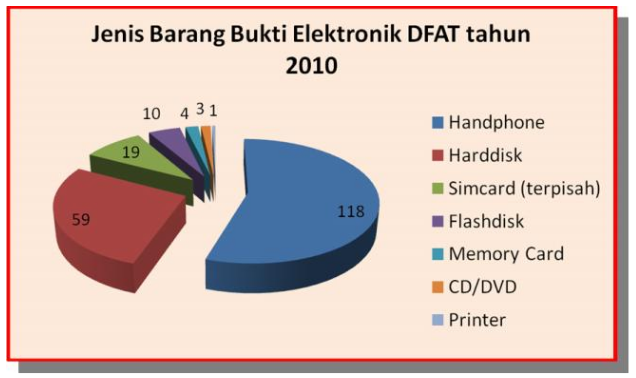 Jenis Barang Bukti Elektronik DFAT tahun
2010
10
4
3
1
19
59
118
Handphone
Harddisk
Simcard (terpisah)
Flashdisk
Memory Card
CD/DVD
Printer